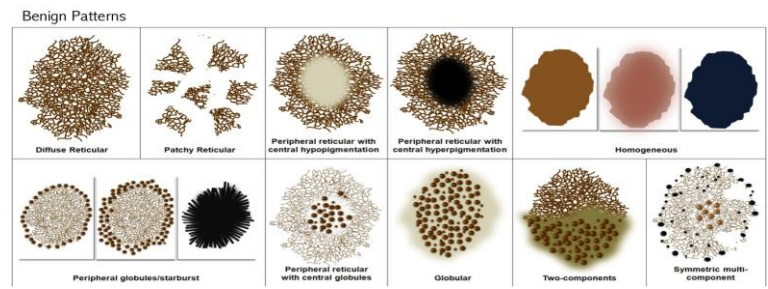 Benign Patterns
Diffuse Reticular
Patchy Reticular
Peripheral reticular with
central hypopigmentation
Peripheral reticular with
central hyperpigmentation
Homogeneous
Peripheral globules/starburst
Peripheral reticular
with central globules
Globular
Two-components
Symmetric multi-
component